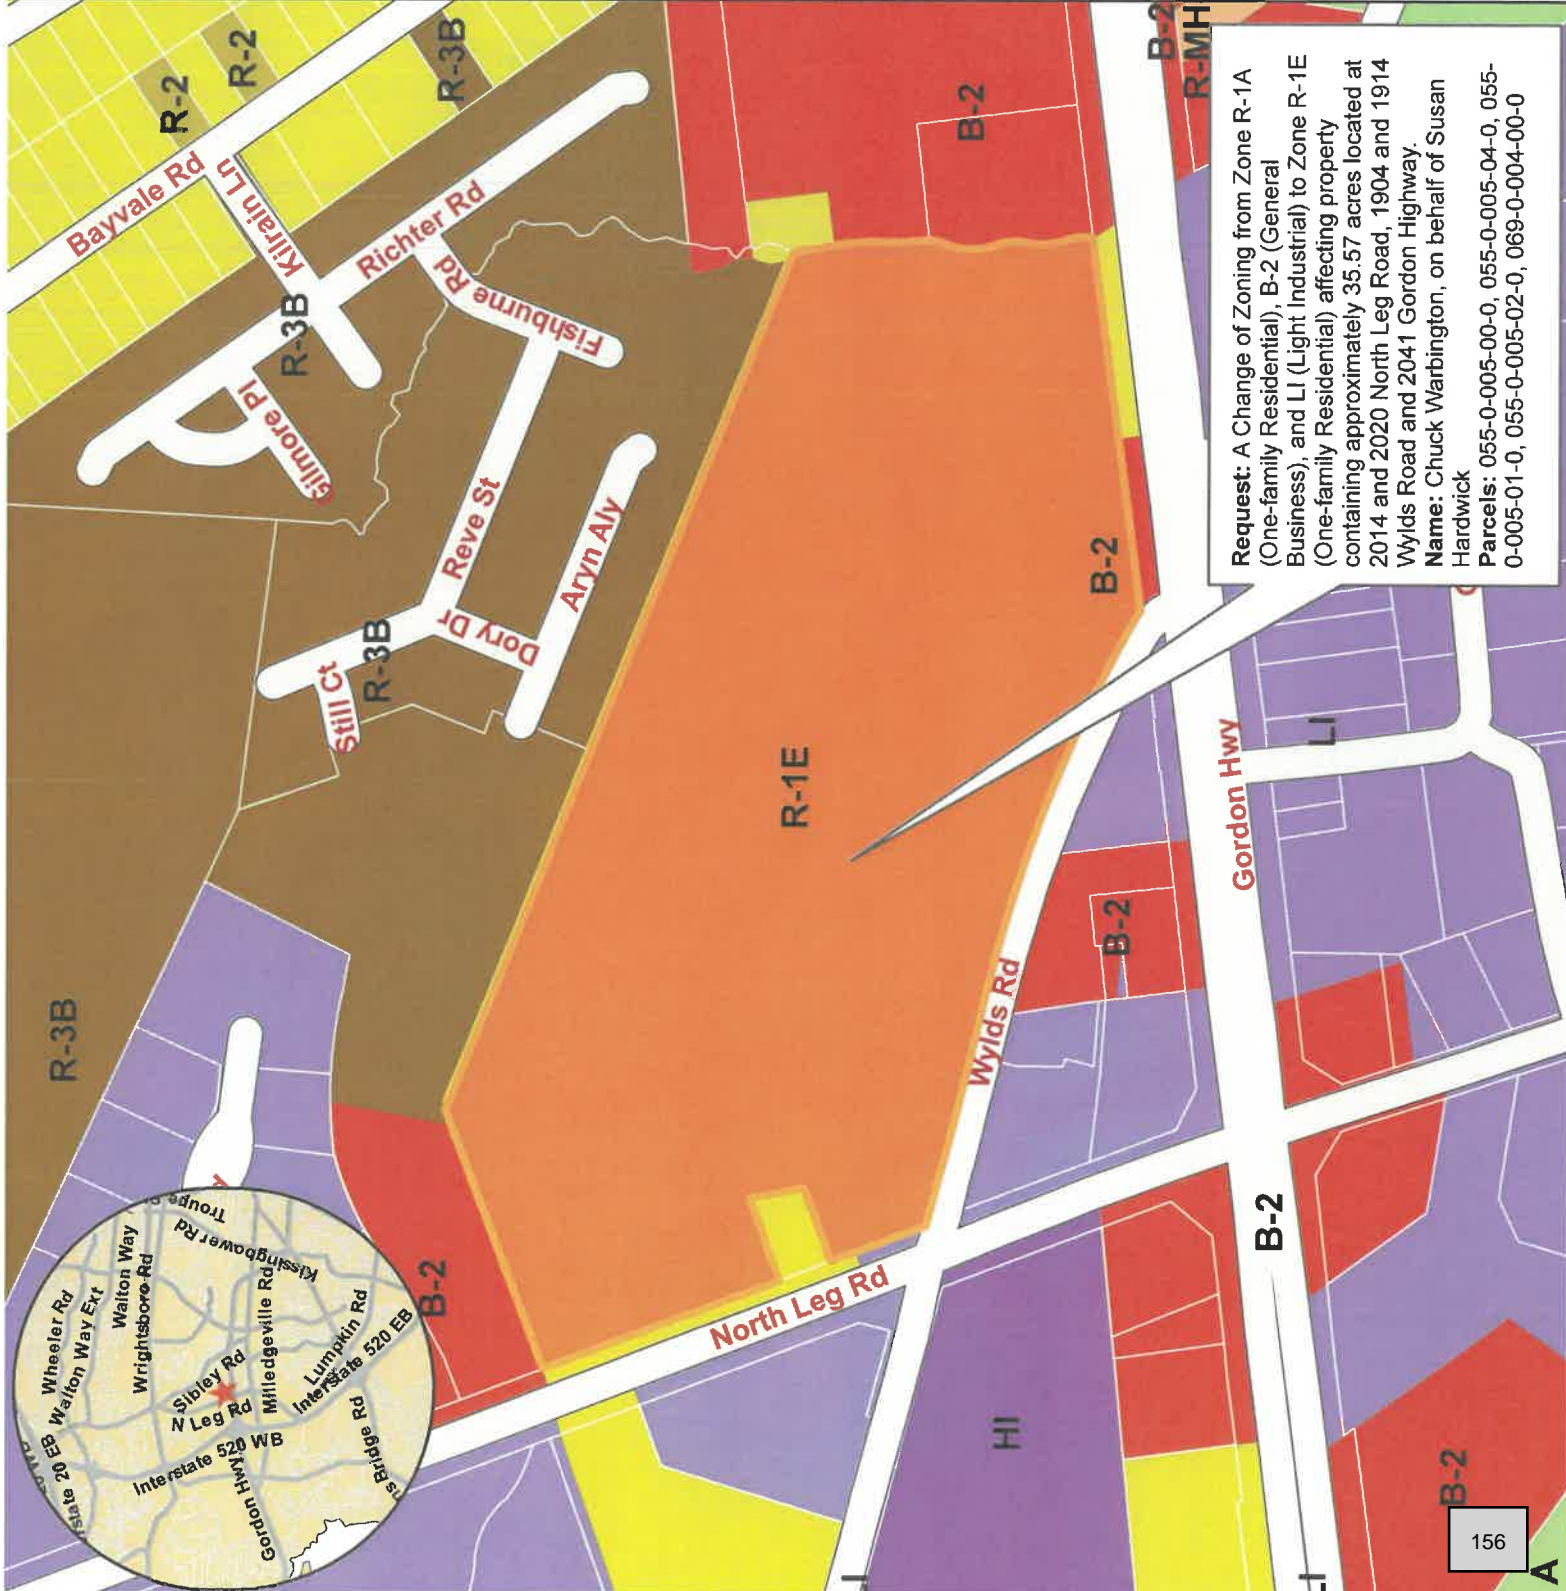 Request: A Change of Zoning from Zone R-1A
(One-family Residential), B-2 (General
Business), and LI (Light Industrial) to Zone R-1E
(One-family Residential) affecting property
containing approximately 35.57 acres located at
2014 and 2020 North Leg Road, 1904 and 1914
Wylds Road and 2041 Gordon Highway.
Name: Chuck Warbington, on behalf of Susan
Hardwick
Parcels: 055-0-005-00-0, 055-0-005-04-0, 055-
0-005-01-0, 055-0-005-02-0, 069-0-004-00-0
R-2
R-2
R-3B
Bayvale Rd
Kilrain Ln
Richter Rd
Fishburne Rd
R-3B
Gilmore Pl
Reve St
Aryn Aly
Dory Dr
Still Ct
R-3B
R-3B
B-2
B-2
R-MH
B-2
R-1E
B-2
Wylds Rd
Gordon Hwy
LI
B-2
North Leg Rd
B-2
HI
B-2
B-2
LI
A
Wheeler Rd
Walton Way Ext
Walton Way
Wrightsboro Rd
Kissingbower Rd
Milledgeville Rd
Lumpkin Rd
Interstate 520 EB
Sibley Rd
N Leg Rd
Interstate 520 WB
Gordon Hwy
156